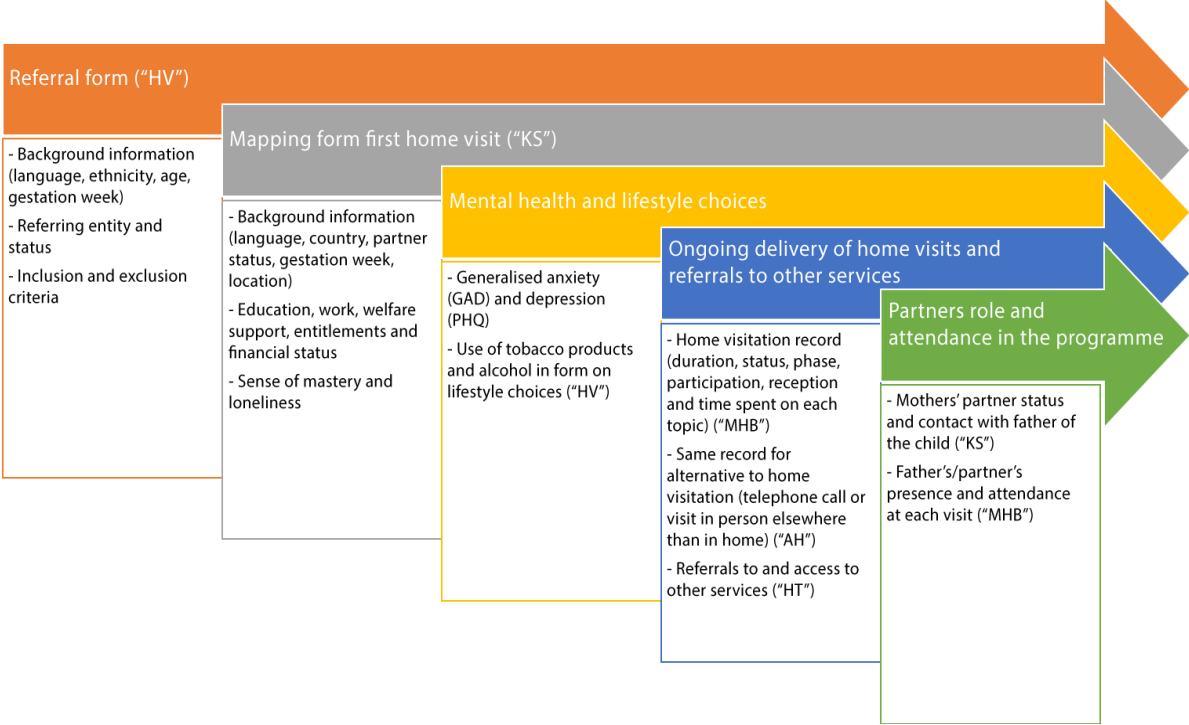 Referral form (“HV”)
- Background information
(language, ethnicity, age,
gestation week)
- Referring entity and
status
- Inclusion and exclusion
criteria
Mapping form first home visit (“KS”)
- Background information
(language, country, partner
status, gestation week,
location)
- Education, work, welfare
support, entitlements and
financial status
- Sense of mastery and
loneliness
Mental health and lifestyle choices
- Generalised anxiety
(GAD) and depression
(PHQ)
- Use of tobacco products
and alcohol in form on
lifestyle choices (“HV”)
Ongoing delivery of home visits and
referrals to other services
- Home visitation record
(duration, status, phase,
participation, reception
and time spent on each
topic) (“MHB”)
- Same record for
alternative to home
visitation (telephone call or
visit in person elsewhere
than in home) (“AH”)
- Referrals to and access to
other services (“HT”)
Partners role and
attendance in the programme
- Mothers’ partner status
and contact with father of
the child (“KS”)
- Father’s/partner’s
presence and attendance
at each visit (“MHB”)